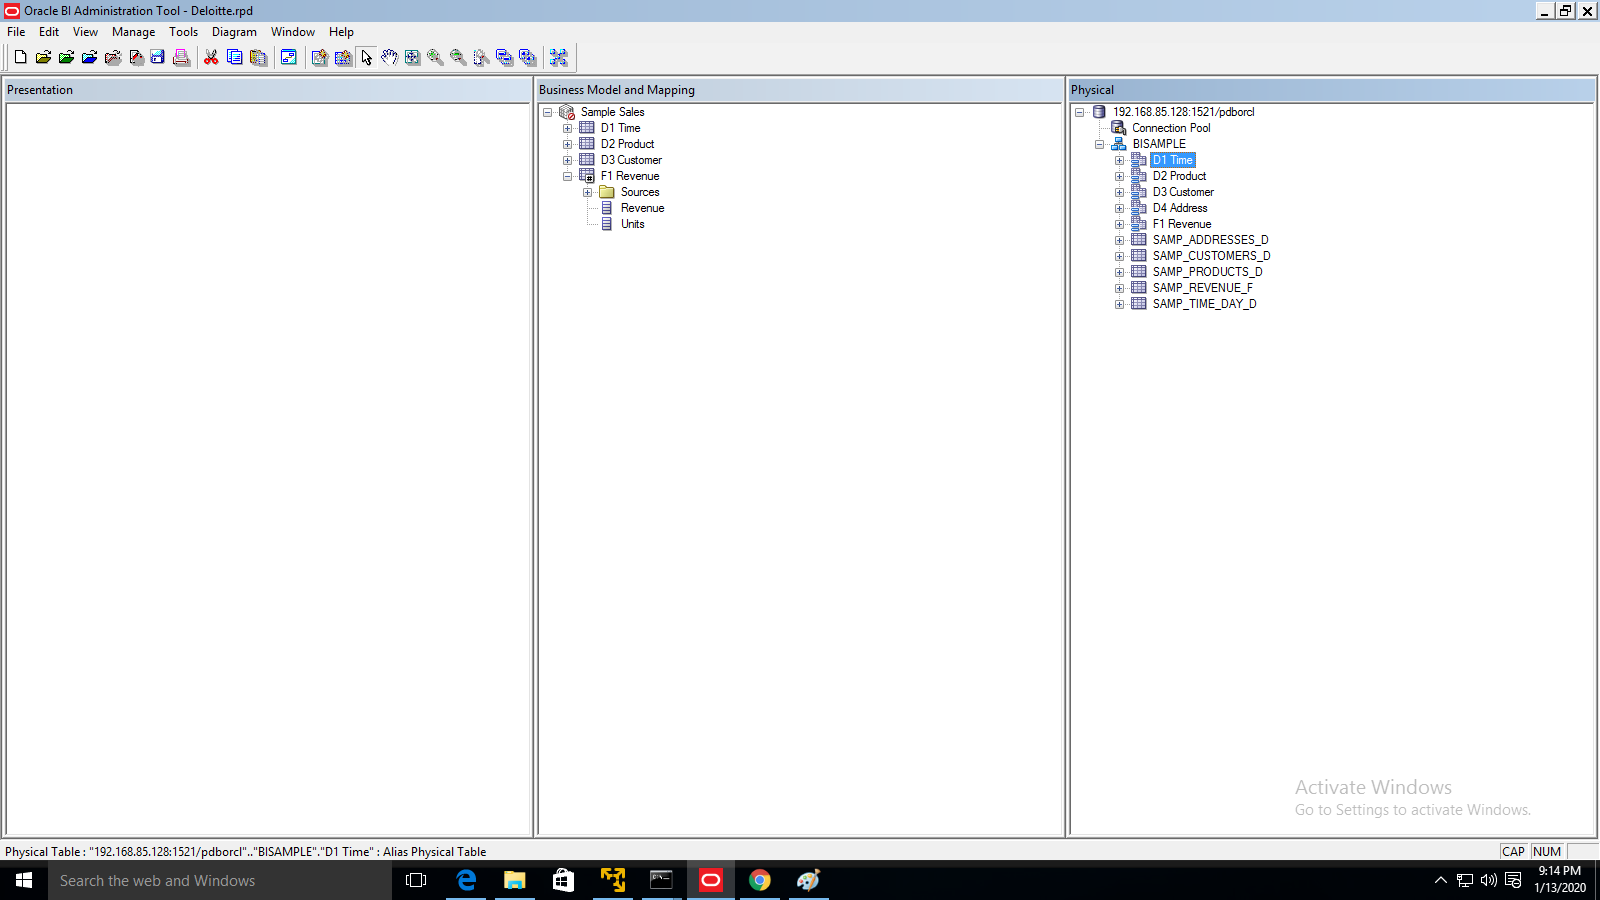 Oracle BI Administration Tool - Deloitte.rpd
File Edit View Manage Tools Diagram Window Help
Presentation
Business Model and Mapping
Sample Sales
D1 Time
D2 Product
D3 Customer
F1 Revenue
Sources
Revenue
Units
Physical
192.168.85.128:1521/pdborcl
Connection Pool
BISAMPLE
D1 Time
D2 Product
D3 Customer
D4 Address
F1 Revenue
SAMP_ADDRESSES_D
SAMP_CUSTOMERS_D
SAMP_PRODUCTS_D
SAMP_REVENUE_F
SAMP_TIME_DAY_D
Activate Windows
Go to Settings to activate Windows.
Physical Table : "192.168.85.128:1521/pdborcl".."BISAMPLE"."D1 Time" : Alias Physical Table
CAP NUM
Search the web and Windows
9:14 PM
1/13/2020